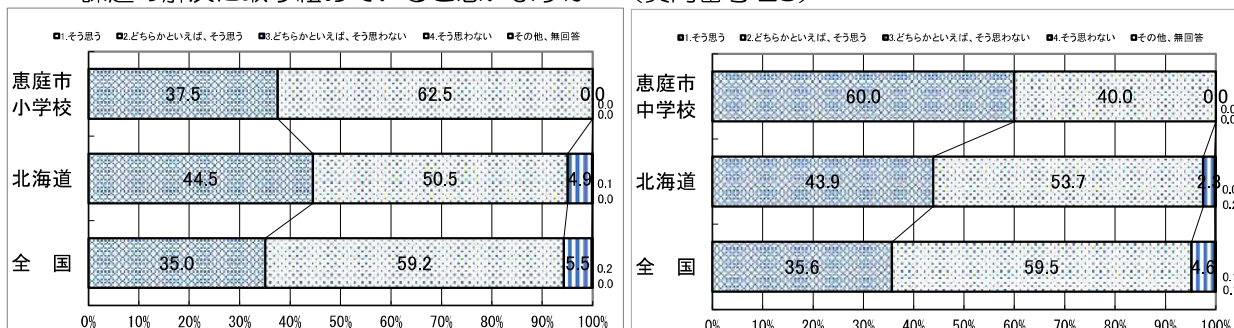 ■1.そう思う ■2.どちらかといえば、そう思う ■3.どちらかといえば、そう思わない ■4.そう思わない ■その他、無回答
恵庭市
小学校
37.5 62.5 0.0 0.0
0.0
北海道 44.5 50.5 4.9 0.1
0.0
全 国 35.0 59.2 5.5 0.2
0.0
0% 10% 20% 30% 40% 50% 60% 70% 80% 90% 100%
■1.そう思う ■2.どちらかといえば、そう思う ■3.どちらかといえば、そう思わない ■4.そう思わない ■その他、無回答
恵庭市
中学校
60.0 40.0 0.0
北海道 43.9 53.7 2.3
全 国 35.6 59.5 4.6
0% 10% 20% 30% 40% 50% 60% 70% 80% 90% 100%